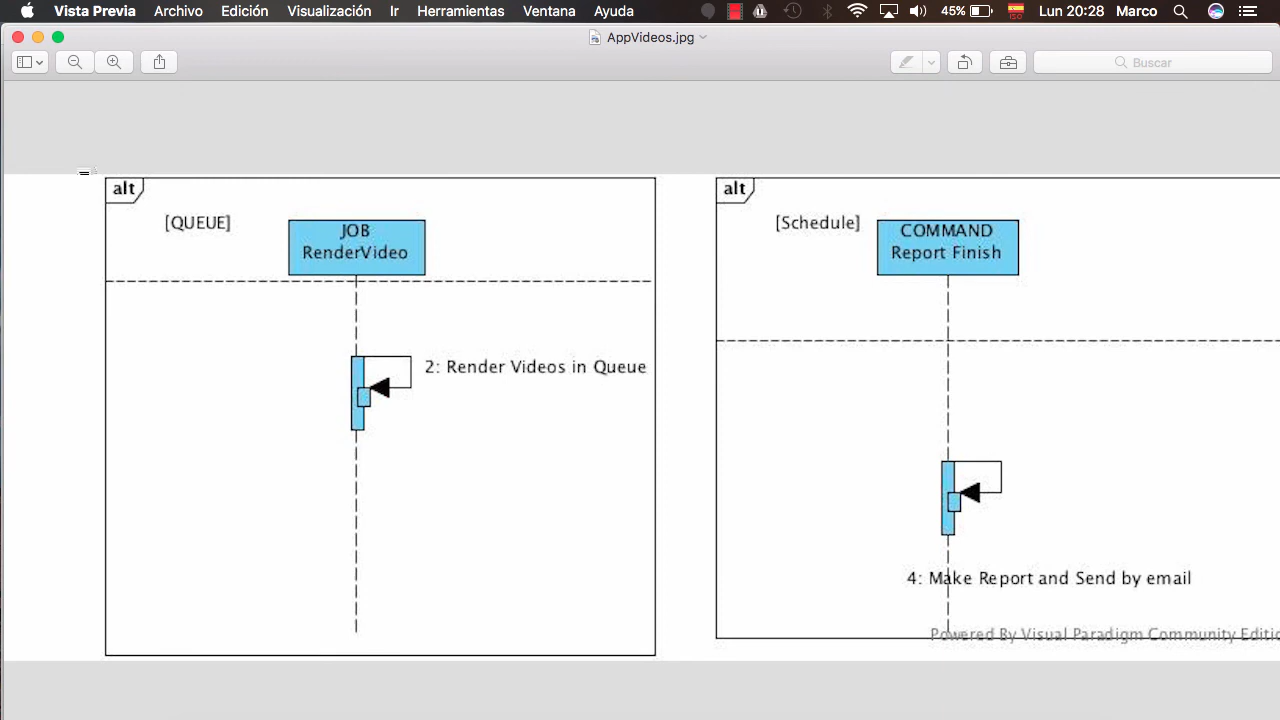 Vista Previa Archivo Edición Visualización Ir Herramientas Ventana Ayuda 45% ISO Lun 20:28 Marco
AppVideos.jpg
Buscar
alt
[QUEUE]
JOB
RenderVideo
2: Render Videos in Queue
alt
[Schedule]
COMMAND
Report Finish
4: Make Report and Send by email
Powered By Visual Paradigm Community Editio